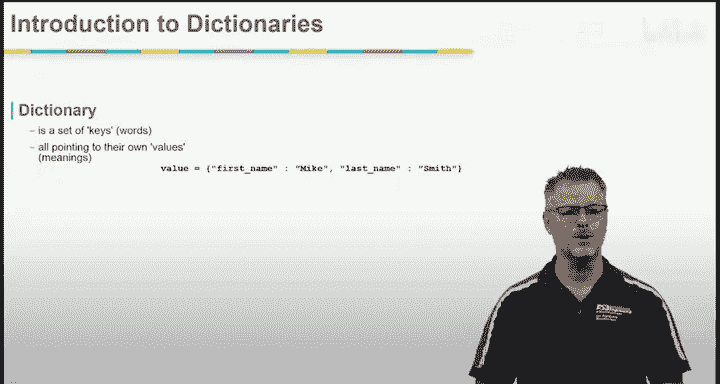 Introduction to Dictionaries
Dictionary
– is a set of 'keys' (words)
– all pointing to their own 'values'
(meanings)
value = {"first_name" : "Mike", "last_name" : "Smith"}